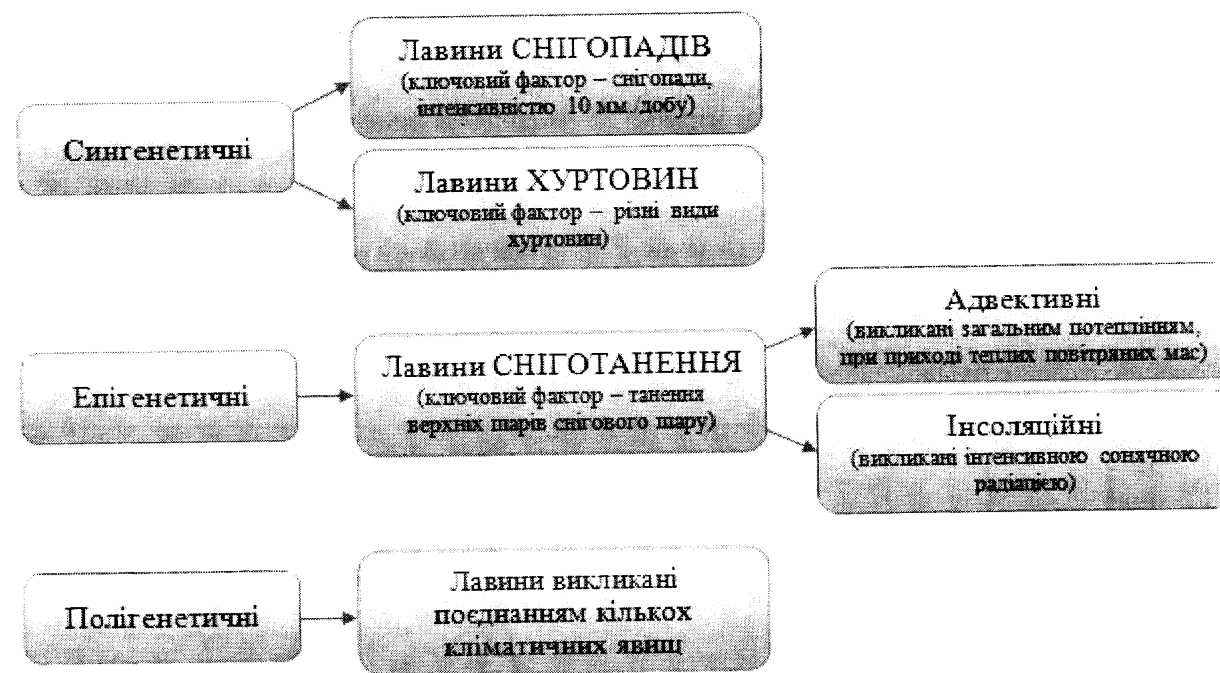 Сингенетичні
Лавини СНІГОПАДІВ
(ключовий фактор – снігопади,
інтенсивністю 10 мм./добу)
Лавини ХУРТОВИН
(ключовий фактор – різні види
хуртовин)
Епігенетичні
Лавини СНІГОТАНЕННЯ
(ключовий фактор – танення
верхніх шарів снігового шару)
Адвективні
(викликані загальним потеплінням,
при приході теплих повітряних мас)
Інсоляційні
(викликані інтенсивною сонячною
радіацією)
Полігенетичні
Лавини викликані
поєднанням кількох
кліматичних явищ